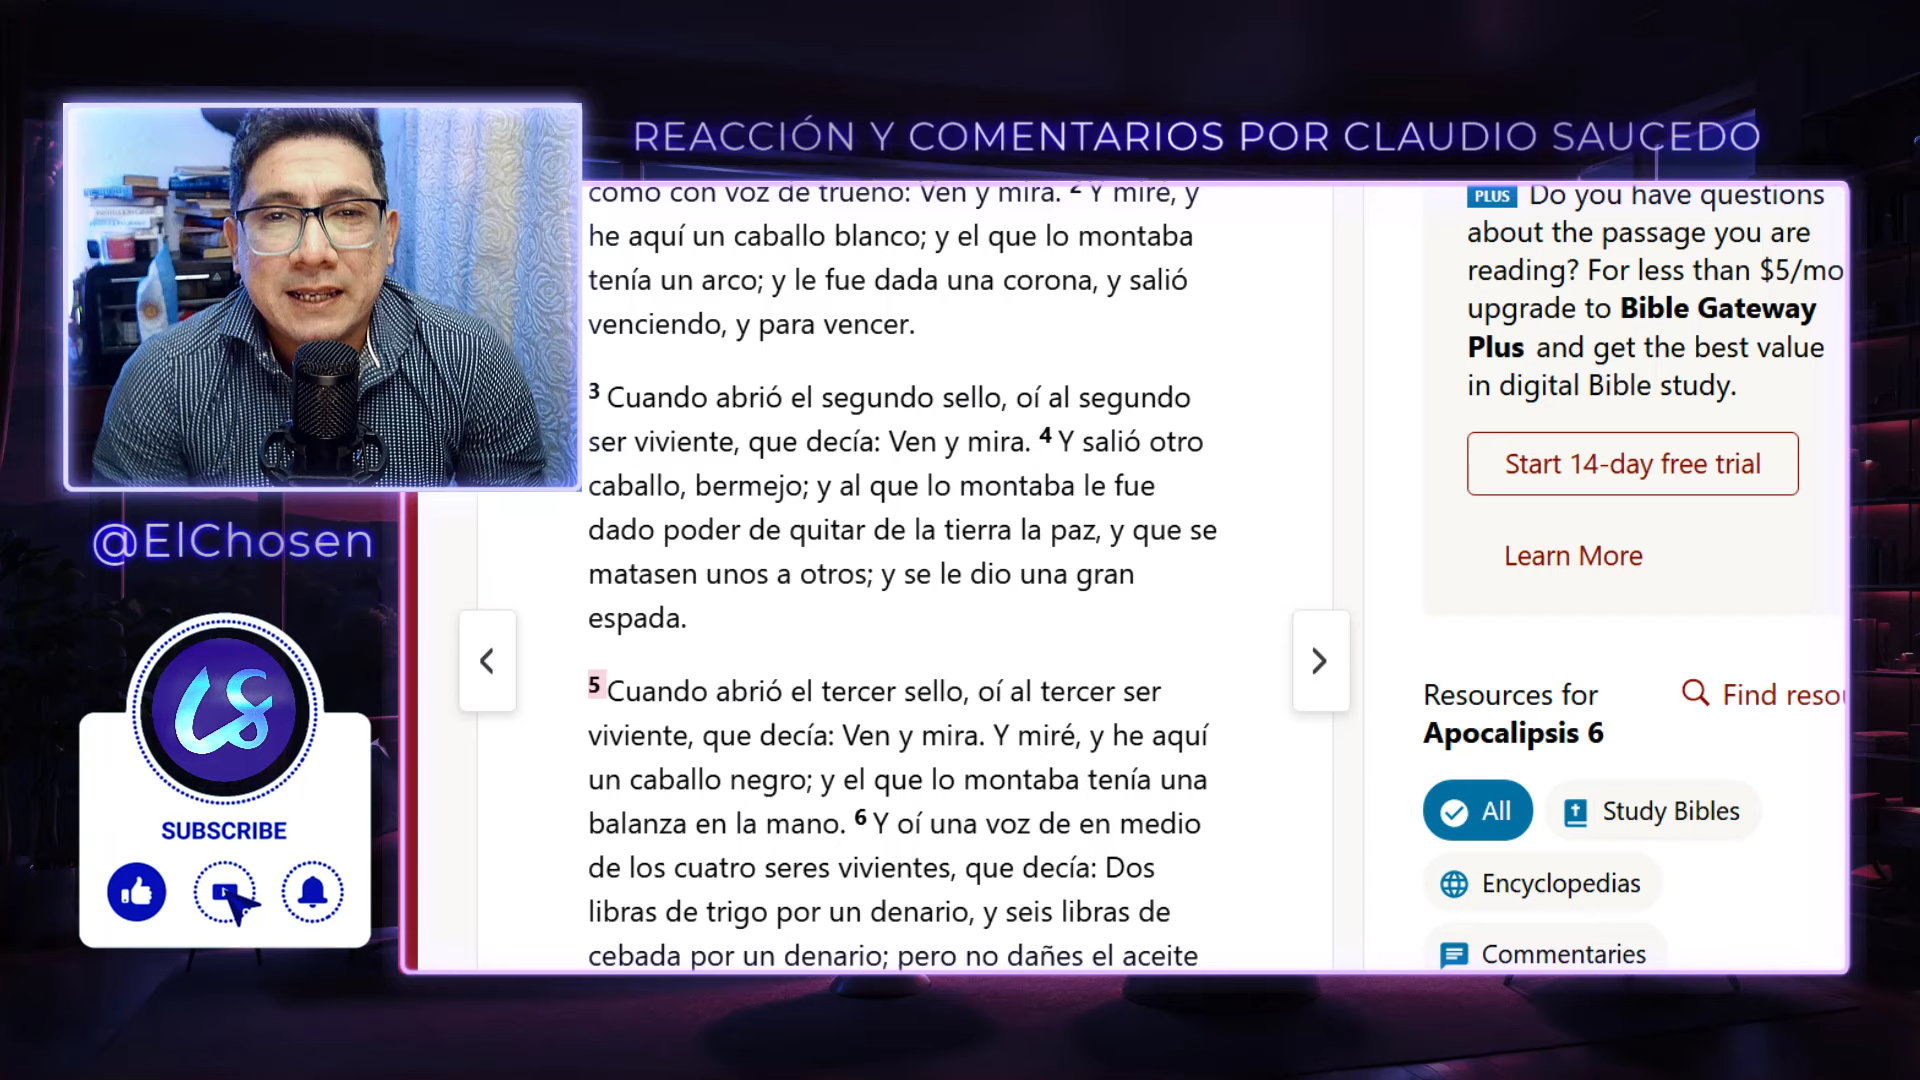 REACCIÓN Y COMENTARIOS POR CLAUDIO SAUCEDO
como con voz de trueno: Ven y mira. 2 Y miré, y
he aquí un caballo blanco; y el que lo montaba
tenía un arco; y le fue dada una corona, y salió
venciendo, y para vencer.
3 Cuando abrió el segundo sello, oí al segundo
ser viviente, que decía: Ven y mira. 4 Y salió otro
caballo, bermejo; y al que lo montaba le fue
dado poder de quitar de la tierra la paz, y que se
matasen unos a otros; y se le dio una gran
espada.
5 Cuando abrió el tercer sello, oí al tercer ser
viviente, que decía: Ven y mira. Y miré, y he aquí
un caballo negro; y el que lo montaba tenía una
balanza en la mano. 6 Y oí una voz de en medio
de los cuatro seres vivientes, que decía: Dos
libras de trigo por un denario, y seis libras de
cebada por un denario; pero no dañes el aceite
PLUS Do you have questions
about the passage you are
reading? For less than $5/mo
upgrade to Bible Gateway
Plus and get the best value
in digital Bible study.
Start 14-day free trial
Learn More
Resources for
Apocalipsis 6
Find resou
All
Study Bibles
Encyclopedias
Commentaries
@ElChosen
SUBSCRIBE